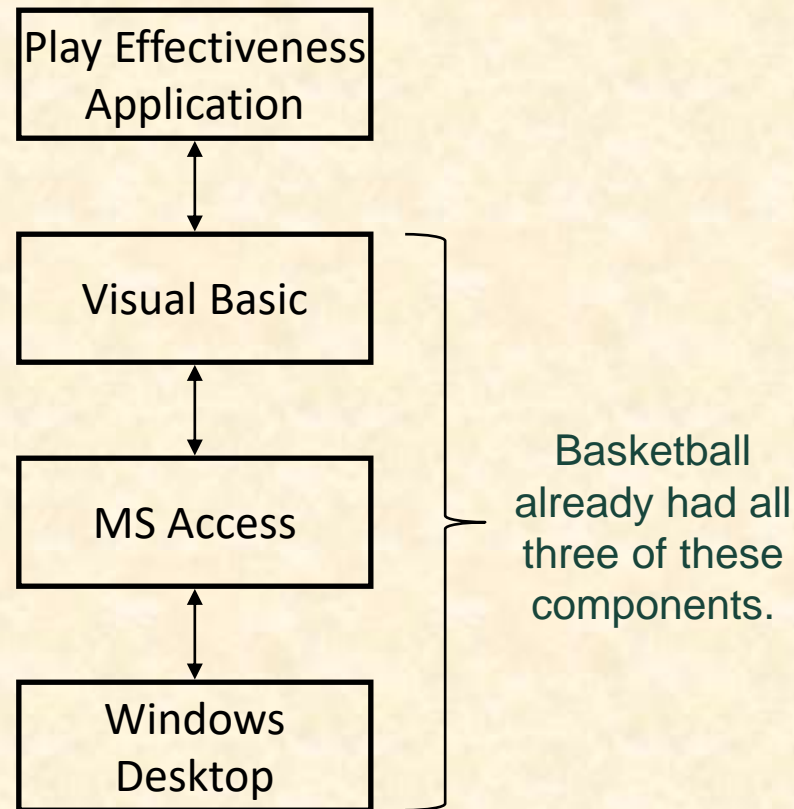 Play Effectiveness
Application
Visual Basic
MS Access
Basketball
already had all
three of these
components.
Windows
Desktop